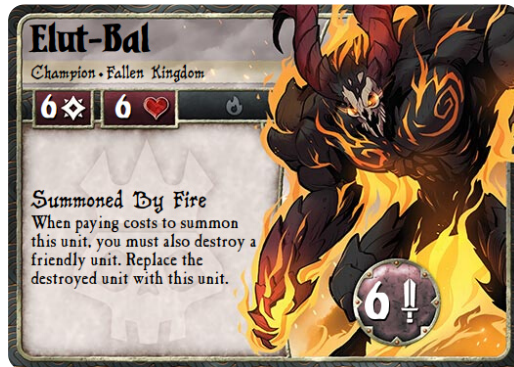 Elut-Bal
Champion • Fallen Kingdom
6 6
Summoned By Fire
When paying costs to summon
this unit, you must also destroy a
friendly unit. Replace the
destroyed unit with this unit.
6